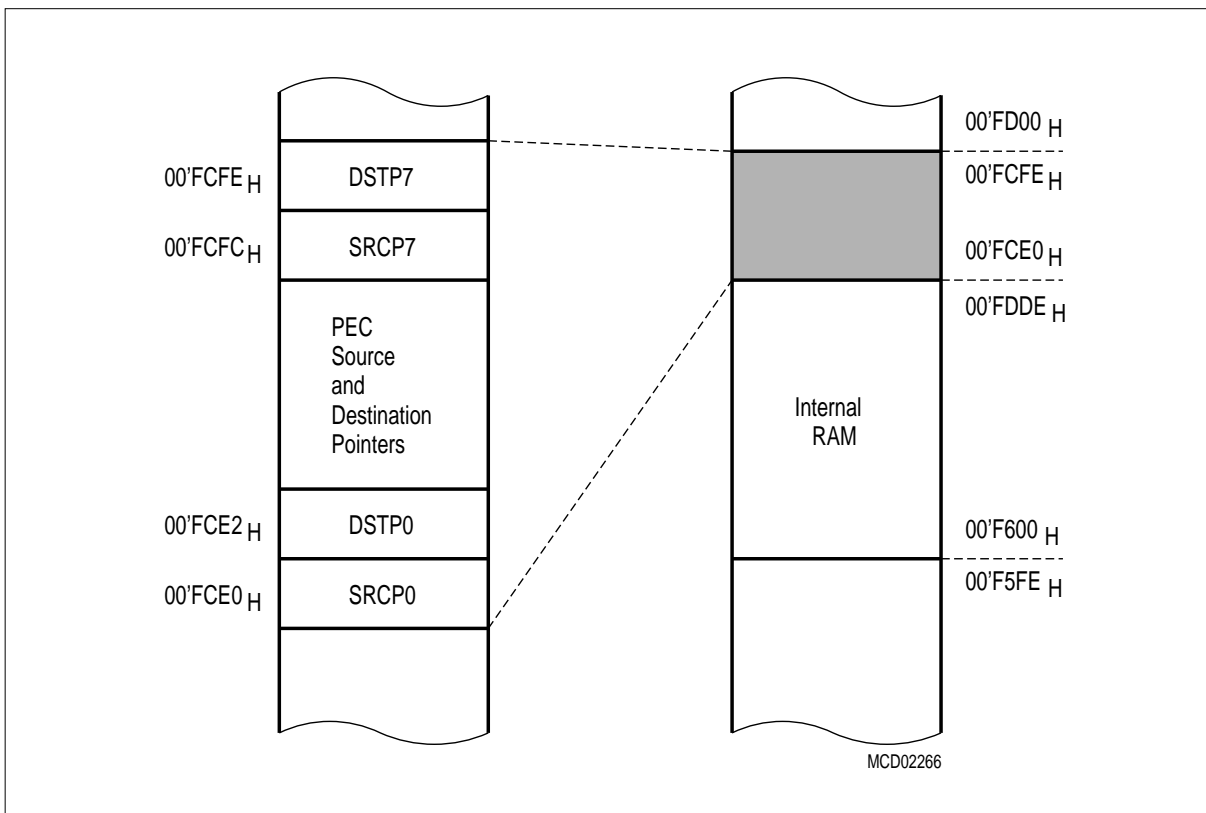 00'FCFE H
DSTP7
00'FCFC H
SRCP7
PEC
Source
and
Destination
Pointers
00'FCE2 H
DSTP0
00'FCE0 H
SRCP0
00'FD00 H
00'FCFE H
00'FCE0 H
00'FDDE H
Internal
RAM
00'F600 H
00'F5FE H
MCD02266